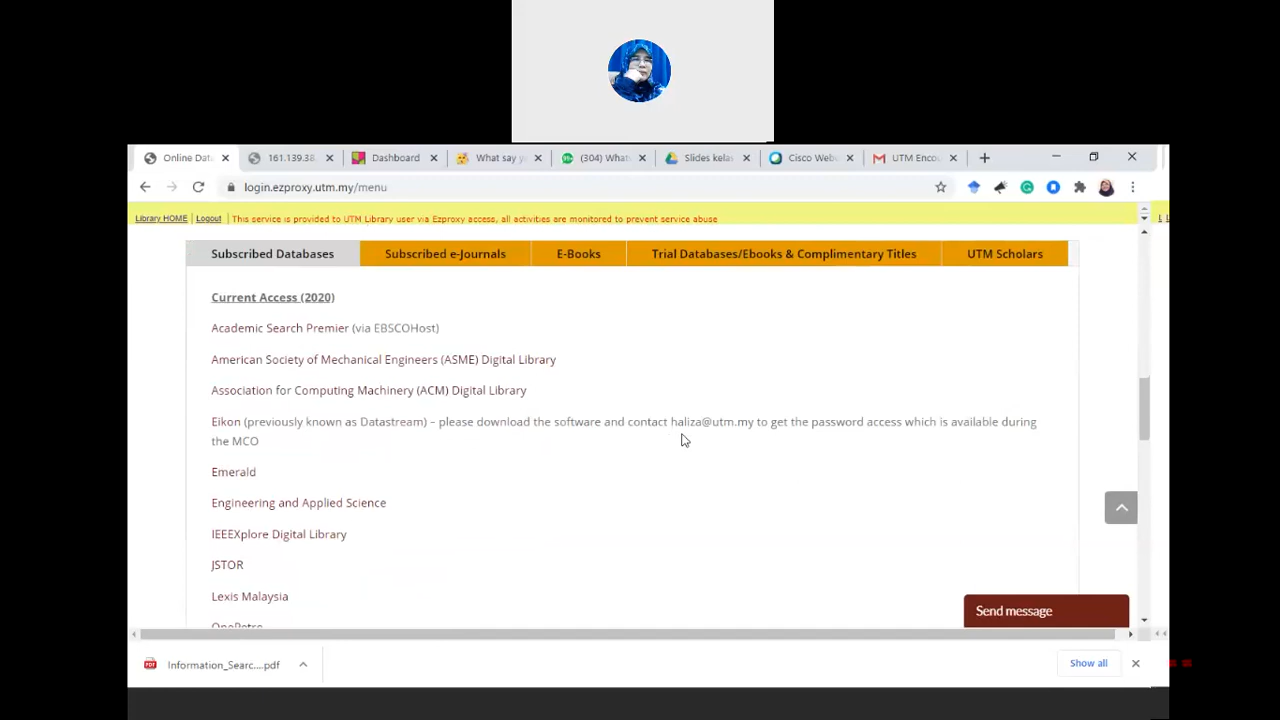 Online Dat
161.139.38.
Dashboard
What say y
(304) What
Slides kelas
Cisco Web
UTM Enco
login.ezproxy.utm.my/menu
Library HOME | Logout | This service is provided to UTM Library user via Ezproxy access, all activities are monitored to prevent service abuse
Subscribed Databases
Subscribed e-Journals
E-Books
Trial Databases/Ebooks & Complimentary Titles
UTM Scholars
Current Access (2020)
Academic Search Premier (via EBSCOHost)
American Society of Mechanical Engineers (ASME) Digital Library
Association for Computing Machinery (ACM) Digital Library
Eikon (previously known as Datastream) – please download the software and contact haliza@utm.my to get the password access which is available during
the MCO
Emerald
Engineering and Applied Science
IEEEXplore Digital Library
JSTOR
Lexis Malaysia
OnePetro
Send message
Information_Searc....pdf
Show all